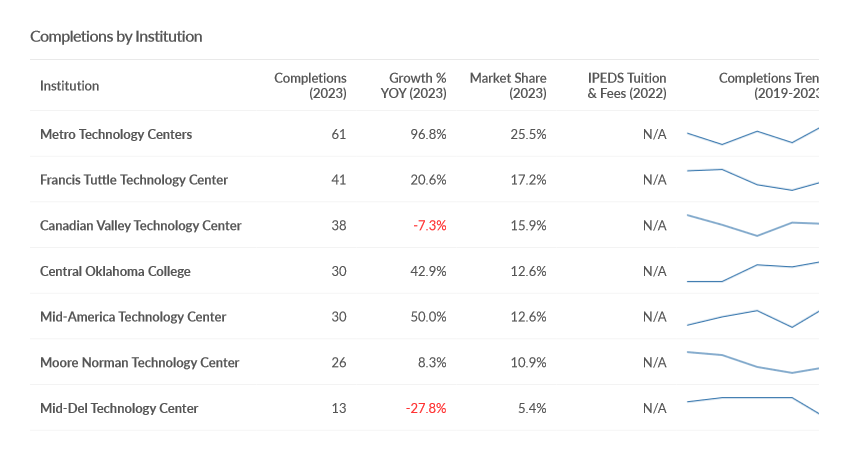 Completions by Institution
Institution Completions (2023) Growth % YOY (2023) Market Share (2023) IPEDS Tuition & Fees (2022) Completions Tren (2019-2023
Metro Technology Centers 61 96.8% 25.5% N/A
Francis Tuttle Technology Center 41 20.6% 17.2% N/A
Canadian Valley Technology Center 38 -7.3% 15.9% N/A
Central Oklahoma College 30 42.9% 12.6% N/A
Mid-America Technology Center 30 50.0% 12.6% N/A
Moore Norman Technology Center 26 8.3% 10.9% N/A
Mid-Del Technology Center 13 -27.8% 5.4% N/A